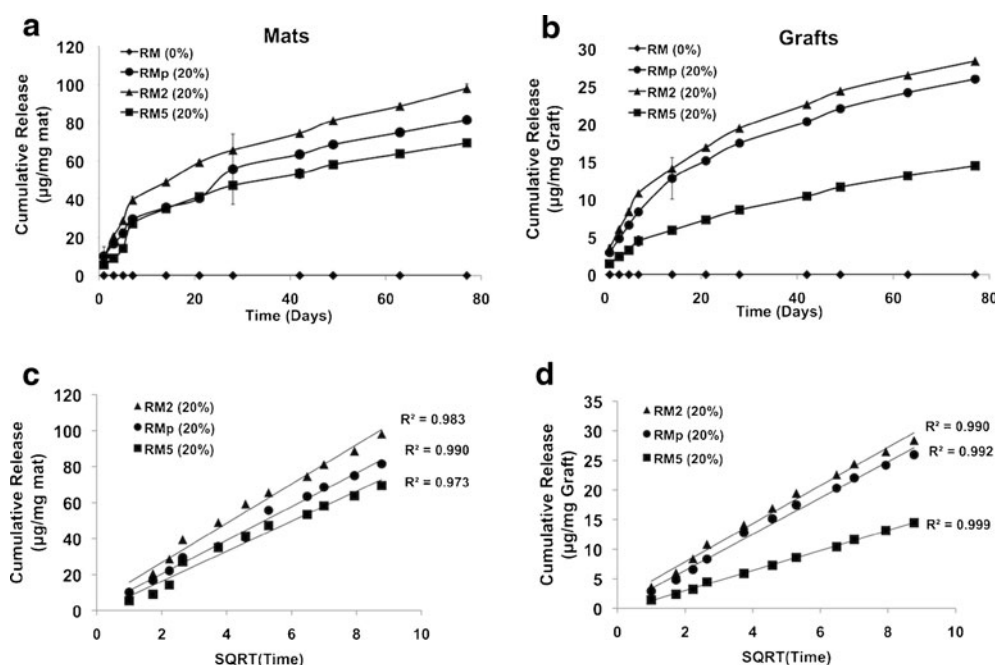 a
Mats
RM (0%)
RMp (20%)
RM2 (20%)
RM5 (20%)
Cumulative Release
(µg/mg mat)
120
100
80
60
40
20
0
0
20
40
60
80
Time (Days)
b
Grafts
RM (0%)
RMp (20%)
RM2 (20%)
RM5 (20%)
Cumulative Release
(µg/mg Graft)
30
25
20
15
10
5
0
0
20
40
60
80
Time (Days)
c
RM2 (20%)
RMp (20%)
RM5 (20%)
R² = 0.983
R² = 0.990
R² = 0.973
Cumulative Release
(µg/mg mat)
120
100
80
60
40
20
0
0
2
4
6
8
10
SQRT(Time)
d
RM2 (20%)
RMp (20%)
RM5 (20%)
R² = 0.990
R² = 0.992
R² = 0.999
Cumulative Release
(µg/mg Graft)
35
30
25
20
15
10
5
0
0
2
4
6
8
10
SQRT(Time)